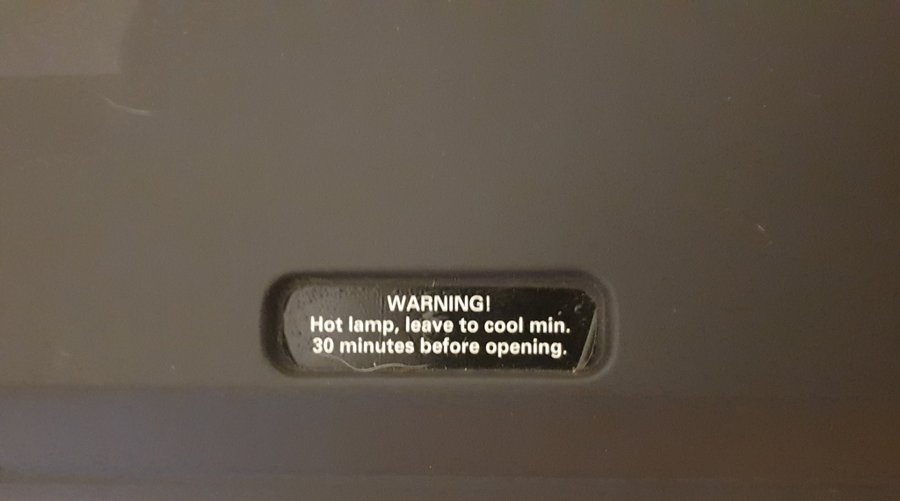 WARNING!
Hot lamp, leave to cool min.
30 minutes before opening.